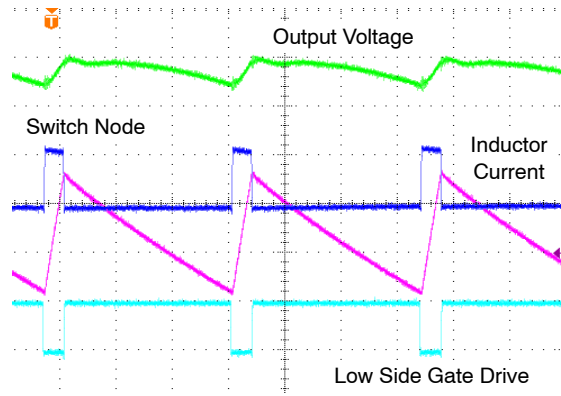 T
Output Voltage
Switch Node
Inductor
Current
Low Side Gate Drive